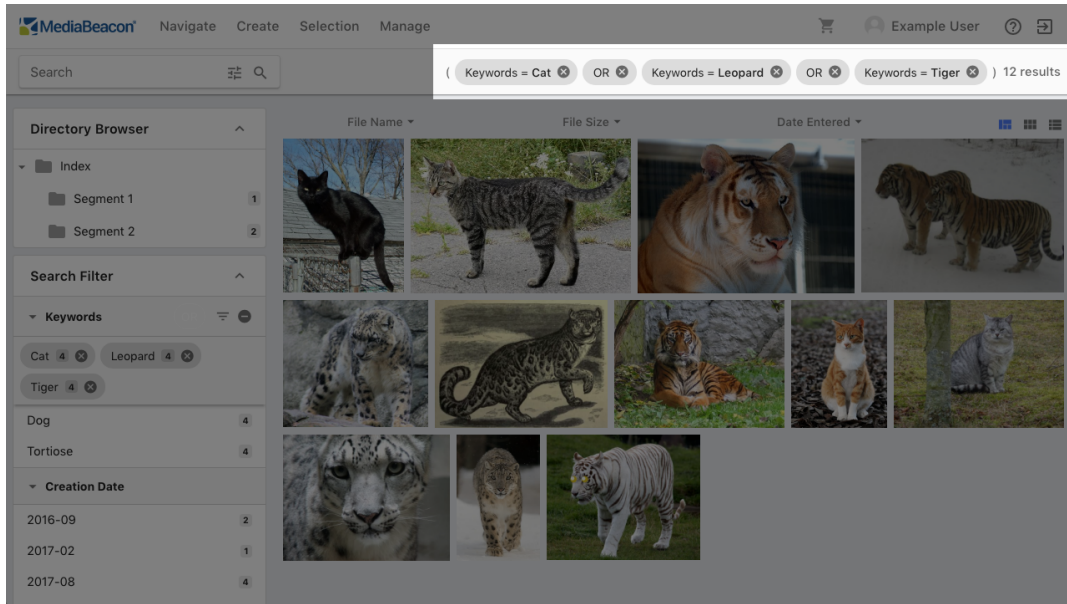 MediaBeacon® Navigate Create Selection Manage Example User
Search
( Keywords = Cat OR Keywords = Leopard OR Keywords = Tiger ) 12 results
Directory Browser
Index
Segment 1 1
Segment 2 2
Search Filter
Keywords
Cat 4 Leopard 4
Tiger 4
Dog 4
Tortiose 4
Creation Date
2016-09 2
2017-02 1
2017-08 4
File Name File Size Date Entered